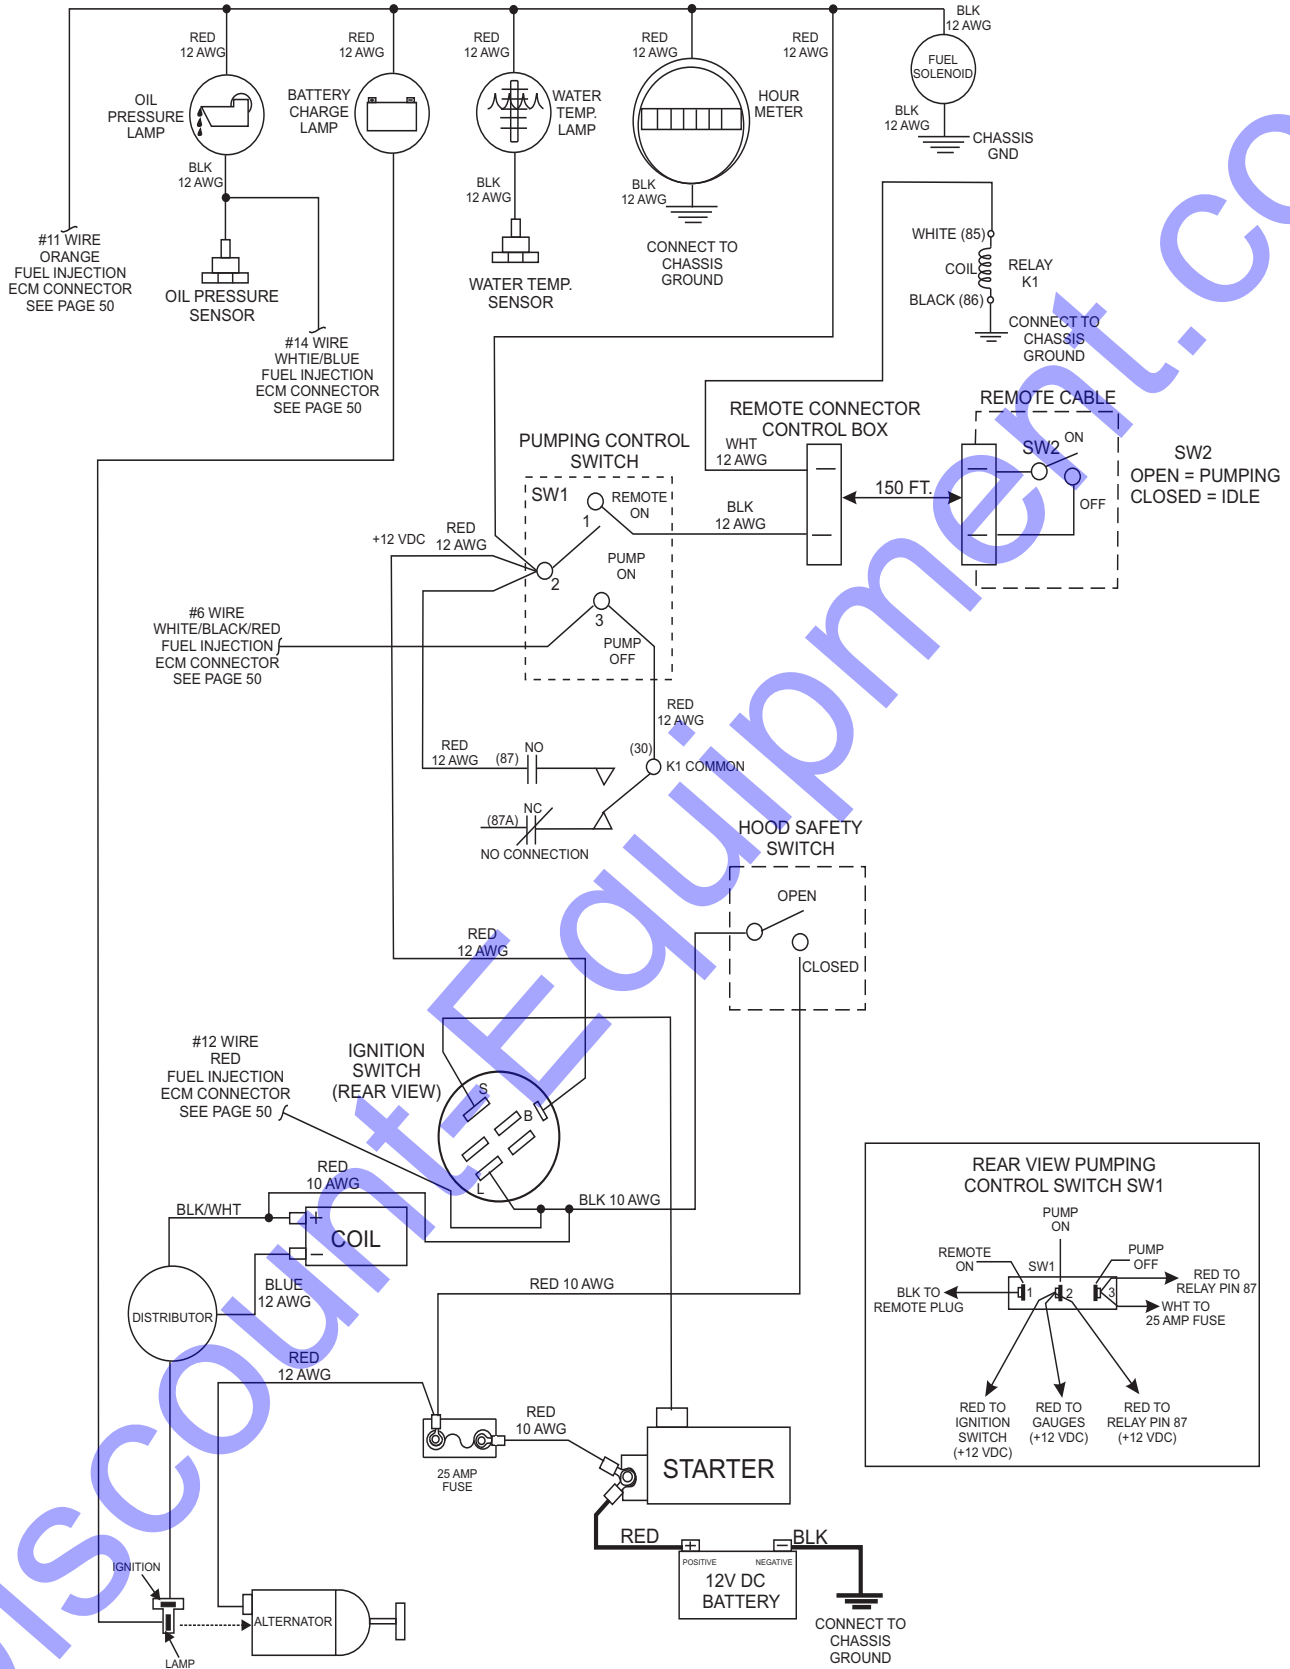 RED
12 AWG
RED
12 AWG
RED
12 AWG
RED
12 AWG
RED
12 AWG
BLK
12 AWG
FUEL
SOLENOID
OIL
PRESSURE
LAMP
BATTERY
CHARGE
LAMP
WATER
TEMP.
LAMP
HOUR
METER
BLK
12 AWG
CHASSIS
GND
BLK
12 AWG
BLK
12 AWG
BLK
12 AWG
#11 WIRE
ORANGE
FUEL INJECTION
ECM CONNECTOR
SEE PAGE 50
OIL PRESSURE
SENSOR
WATER TEMP.
SENSOR
CONNECT TO
CHASSIS
GROUND
WHITE (85)
COIL
RELAY
K1
BLACK (86)
CONNECT TO
CHASSIS
GROUND
#14 WIRE
WHTIE/BLUE
FUEL INJECTION
ECM CONNECTOR
SEE PAGE 50
REMOTE CONNECTOR
CONTROL BOX
REMOTE CABLE
PUMPING CONTROL
SWITCH
WHT
12 AWG
SW2
ON
OFF
SW2
OPEN = PUMPING
CLOSED = IDLE
150 FT.
SW1
REMOTE
ON
1
BLK
12 AWG
+12 VDC
RED
12 AWG
PUMP
ON
2
3
PUMP
OFF
#6 WIRE
WHITE/BLACK/RED
FUEL INJECTION
ECM CONNECTOR
SEE PAGE 50
RED
12 AWG
RED
12 AWG
(87)
NO
(30)
K1 COMMON
(87A)
NC
NO CONNECTION
HOOD SAFETY
SWITCH
OPEN
CLOSED
RED
12 AWG
#12 WIRE
RED
FUEL INJECTION
ECM CONNECTOR
SEE PAGE 50
IGNITION
SWITCH
(REAR VIEW)
S
B
L
RED
10 AWG
BLK 10 AWG
BLK/WHT
+
COIL
−
BLUE
12 AWG
RED 10 AWG
DISTRIBUTOR
RED
12 AWG
RED
10 AWG
25 AMP
FUSE
STARTER
RED
BLK
+
−
POSITIVE
NEGATIVE
12V DC
BATTERY
CONNECT TO
CHASSIS
GROUND
IGNITION
ALTERNATOR
LAMP
REAR VIEW PUMPING
CONTROL SWITCH SW1
PUMP
ON
REMOTE
ON
SW1
PUMP
OFF
1
2
3
BLK TO
REMOTE PLUG
RED TO
RELAY PIN 87
WHT TO
25 AMP FUSE
RED TO
IGNITION
SWITCH
(+12 VDC)
RED TO
GAUGES
(+12 VDC)
RED TO
RELAY PIN 87
(+12 VDC)
Discount-Equipment.co